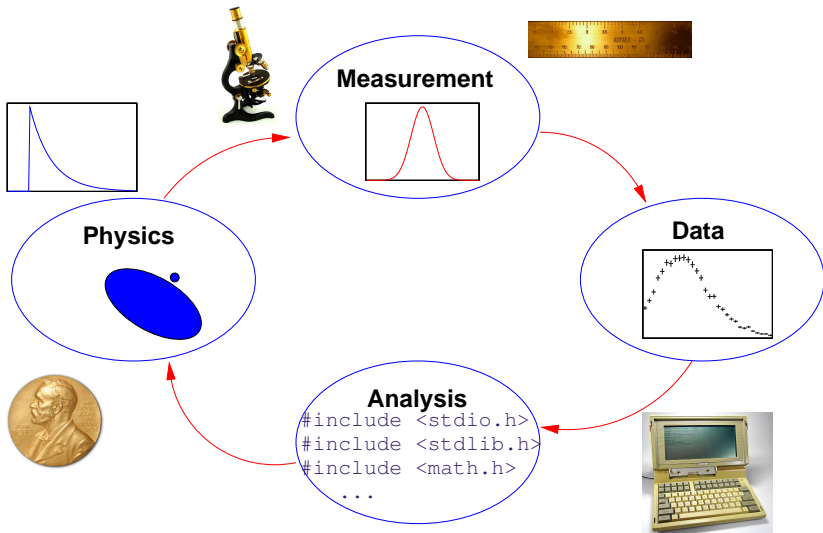 Measurement
Physics
Data
Analysis
#include <stdio.h>
#include <stdlib.h>
#include <math.h>
...